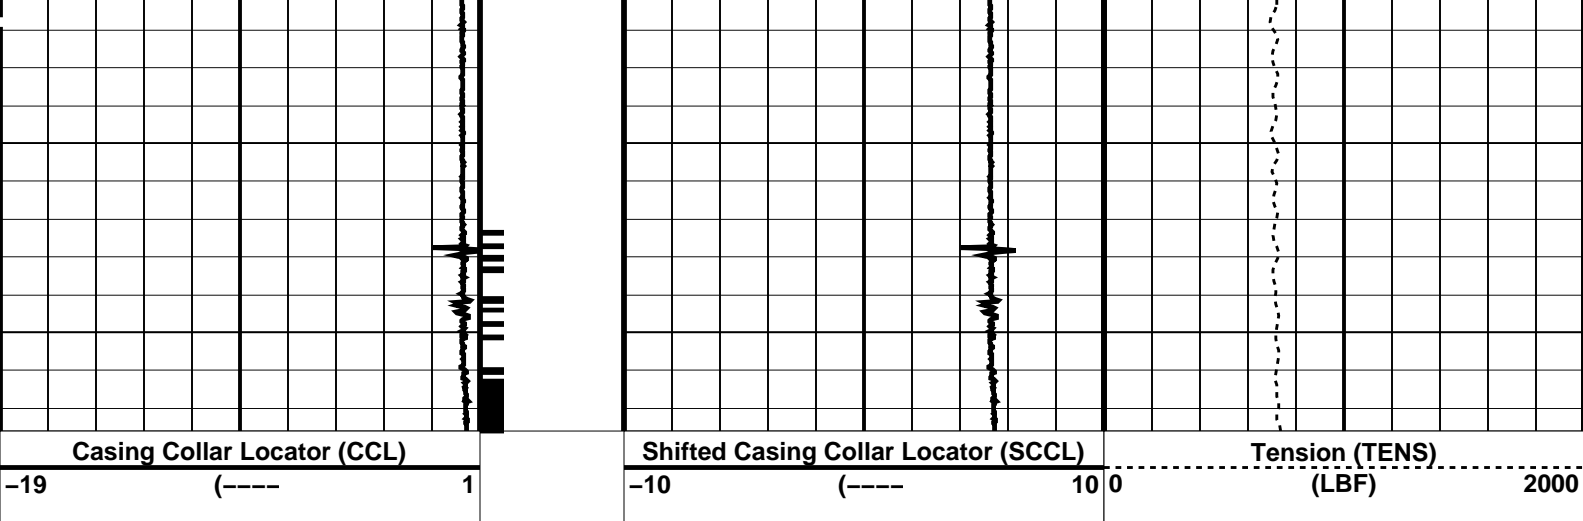 Casing Collar Locator (CCL)
–19 (−−−− 1
Shifted Casing Collar Locator (SCCL)
–10 (−−−− 10
Tension (TENS)
0 (LBF) 2000